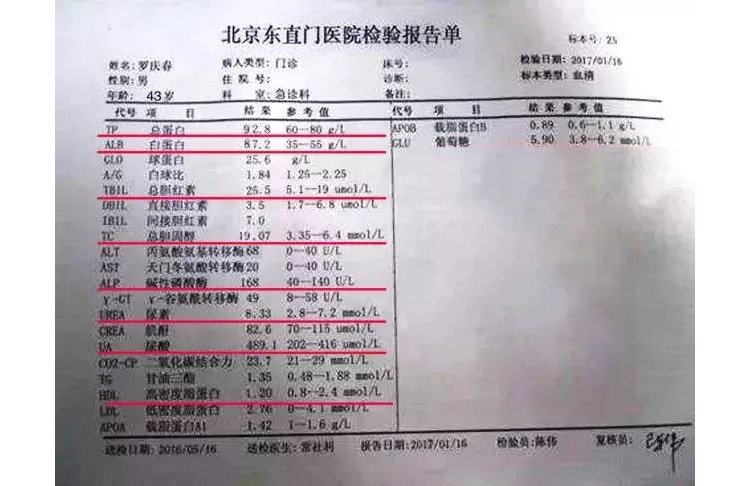 北京东直门医院检验报告单
标本号: 25
姓名: 罗庆春 病人类型: 门诊 床号: 检验日期: 2017/01/16
性别: 男 住院号: 诊断: 标本类型: 血清
年龄: 43岁 科室: 急诊科 备注:
代号 项目 结果 参考值 代号 项目 结果 参考值
TP 总蛋白 92.8 60—80 g/L APOB 载脂蛋白B 0.89 0.6—1.1 g/L
ALB 白蛋白 87.2 35—55 g/L GLU 葡萄糖 5.90 3.8—6.2 mmol/L
GLO 球蛋白 25.6 g/L
A/G 白球比 1.84 1.25—2.25
TBIL 总胆红素 25.5 5.1—19 umol/L
DBIL 直接胆红素 3.5 1.7—6.8 umol/L
IBIL 间接胆红素 7.0
TC 总胆固醇 19.07 3.35—6.4 mmol/L
ALT 丙氨酸氨基转移酶 68 0—40 U/L
AST 天门冬氨酸转移酶 20 0—40 U/L
ALP 碱性磷酸酶 168 40—140 U/L
γ-GT γ-谷氨酰转移酶 49 8—58 U/L
UREA 尿素 8.33 2.8—7.2 mmol/L
CREA 肌酐 82.6 70—115 umol/L
UA 尿酸 489.1 202—416 umol/L
CO2-CP 二氧化碳结合力 23.7 21—29 mmol/L
TG 甘油三酯 1.35 0.48—1.88 mmol/L
HDL 高密度脂蛋白 1.20 0.8—2.4 mmol/L
LDL 低密度脂蛋白 2.76 0—4.1 mmol/L
APOA 载脂蛋白A1 1.42 1—1.6 g/L
送检日期: 2016/05/16 送检医生: 常社利 报告日期: 2017/01/16 检验员: 陈伟 复核员: